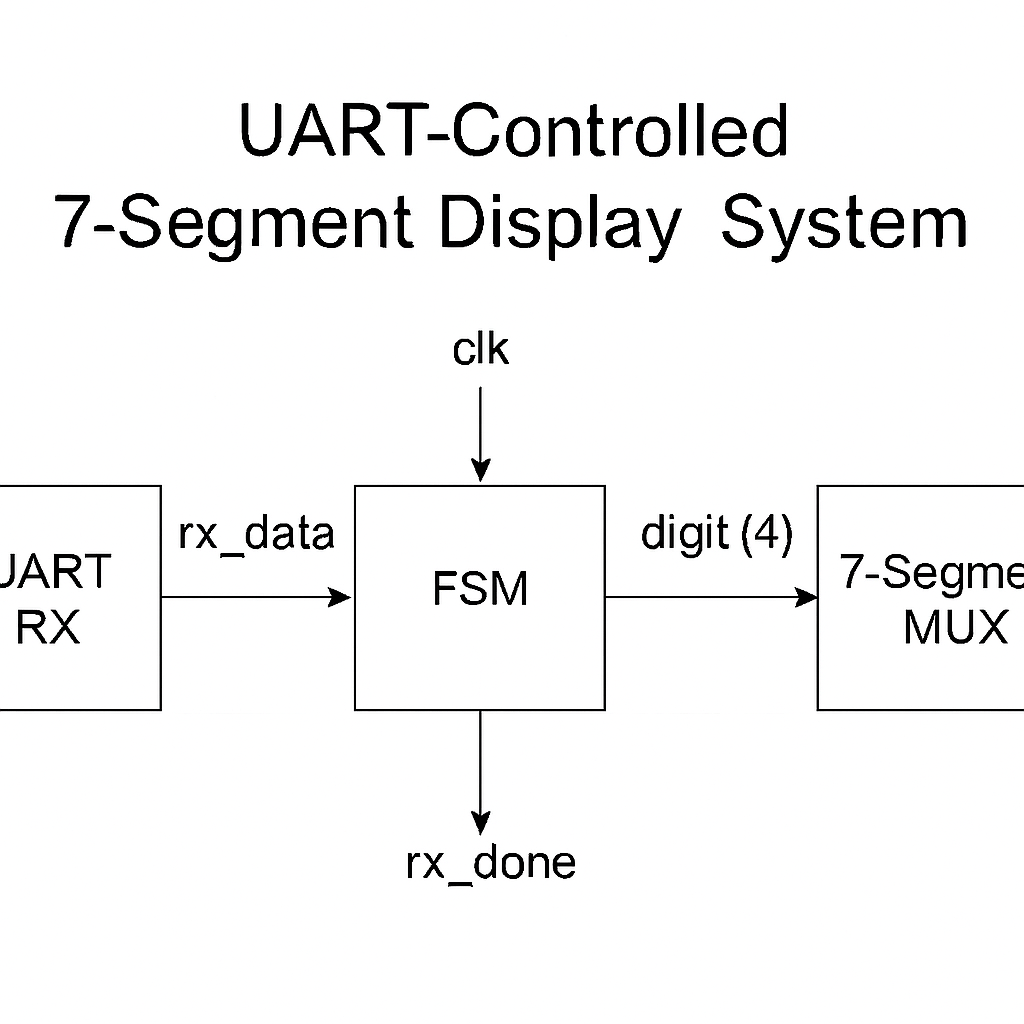 UART-Controlled
7-Segment Display System
clk
rx_data
digit (4)
RX
FSM
MUX
rx_done